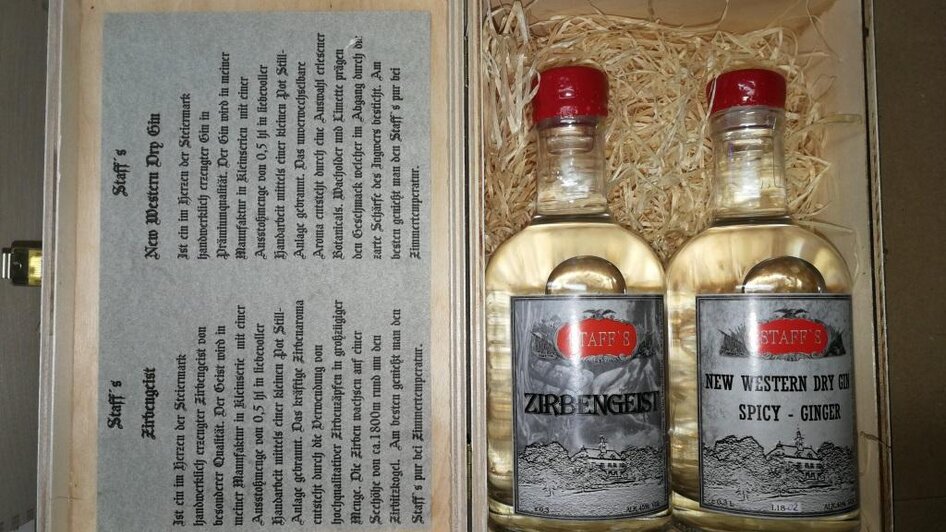 Staff´s
Zirbengeist
Ist ein im Herzen der Steiermark
handwerklich erzeugter Zirbengeist von
besonderer Qualität. Der Geist wird in
meiner Manufaktur in Kleinserie mit einer
Ausstoßmenge von 0,5 hl in liebevoller
Handarbeit mittels einer kleinen Pot Still-
Anlage gebrannt. Das kräftige Zirbenaroma
entsteht durch die Verwendung von
hochqualitativer Zirbenzäpfen in großzügiger
Menge. Die Zirben wachsen auf einer
Seehöhe von ca.1800m rund um den
Zirbitzkogel. Am besten genießt man den
Staff´s pur bei Zimmertemperatur.
Staff´s
New Western Dry Gin
Ist ein im Herzen der Steiermark
handwerklich erzeugter Gin in
Prämiumqualität. Der Gin wird in meiner
Manufaktur in Kleinserien mit einer
Ausstoßmenge von 0,5 hl in liebevoller
Handarbeit mittels einer kleinen Pot Still-
Anlage gebrannt. Das unverwechselbare
Aroma entsteht durch eine Auswahl erlesener
Botanicals. Wacholder und Limette prägen
den Geschmack welcher im Abgang durch di
zarte Schärfe des Ingwers besticht. Am
besten genießt man den Staff´s pur bei
Zimmertemperatur.
STAFF`S
ZIRBENGEIST
STAFF`S
NEW WESTERN DRY GIN
SPICY - GINGER